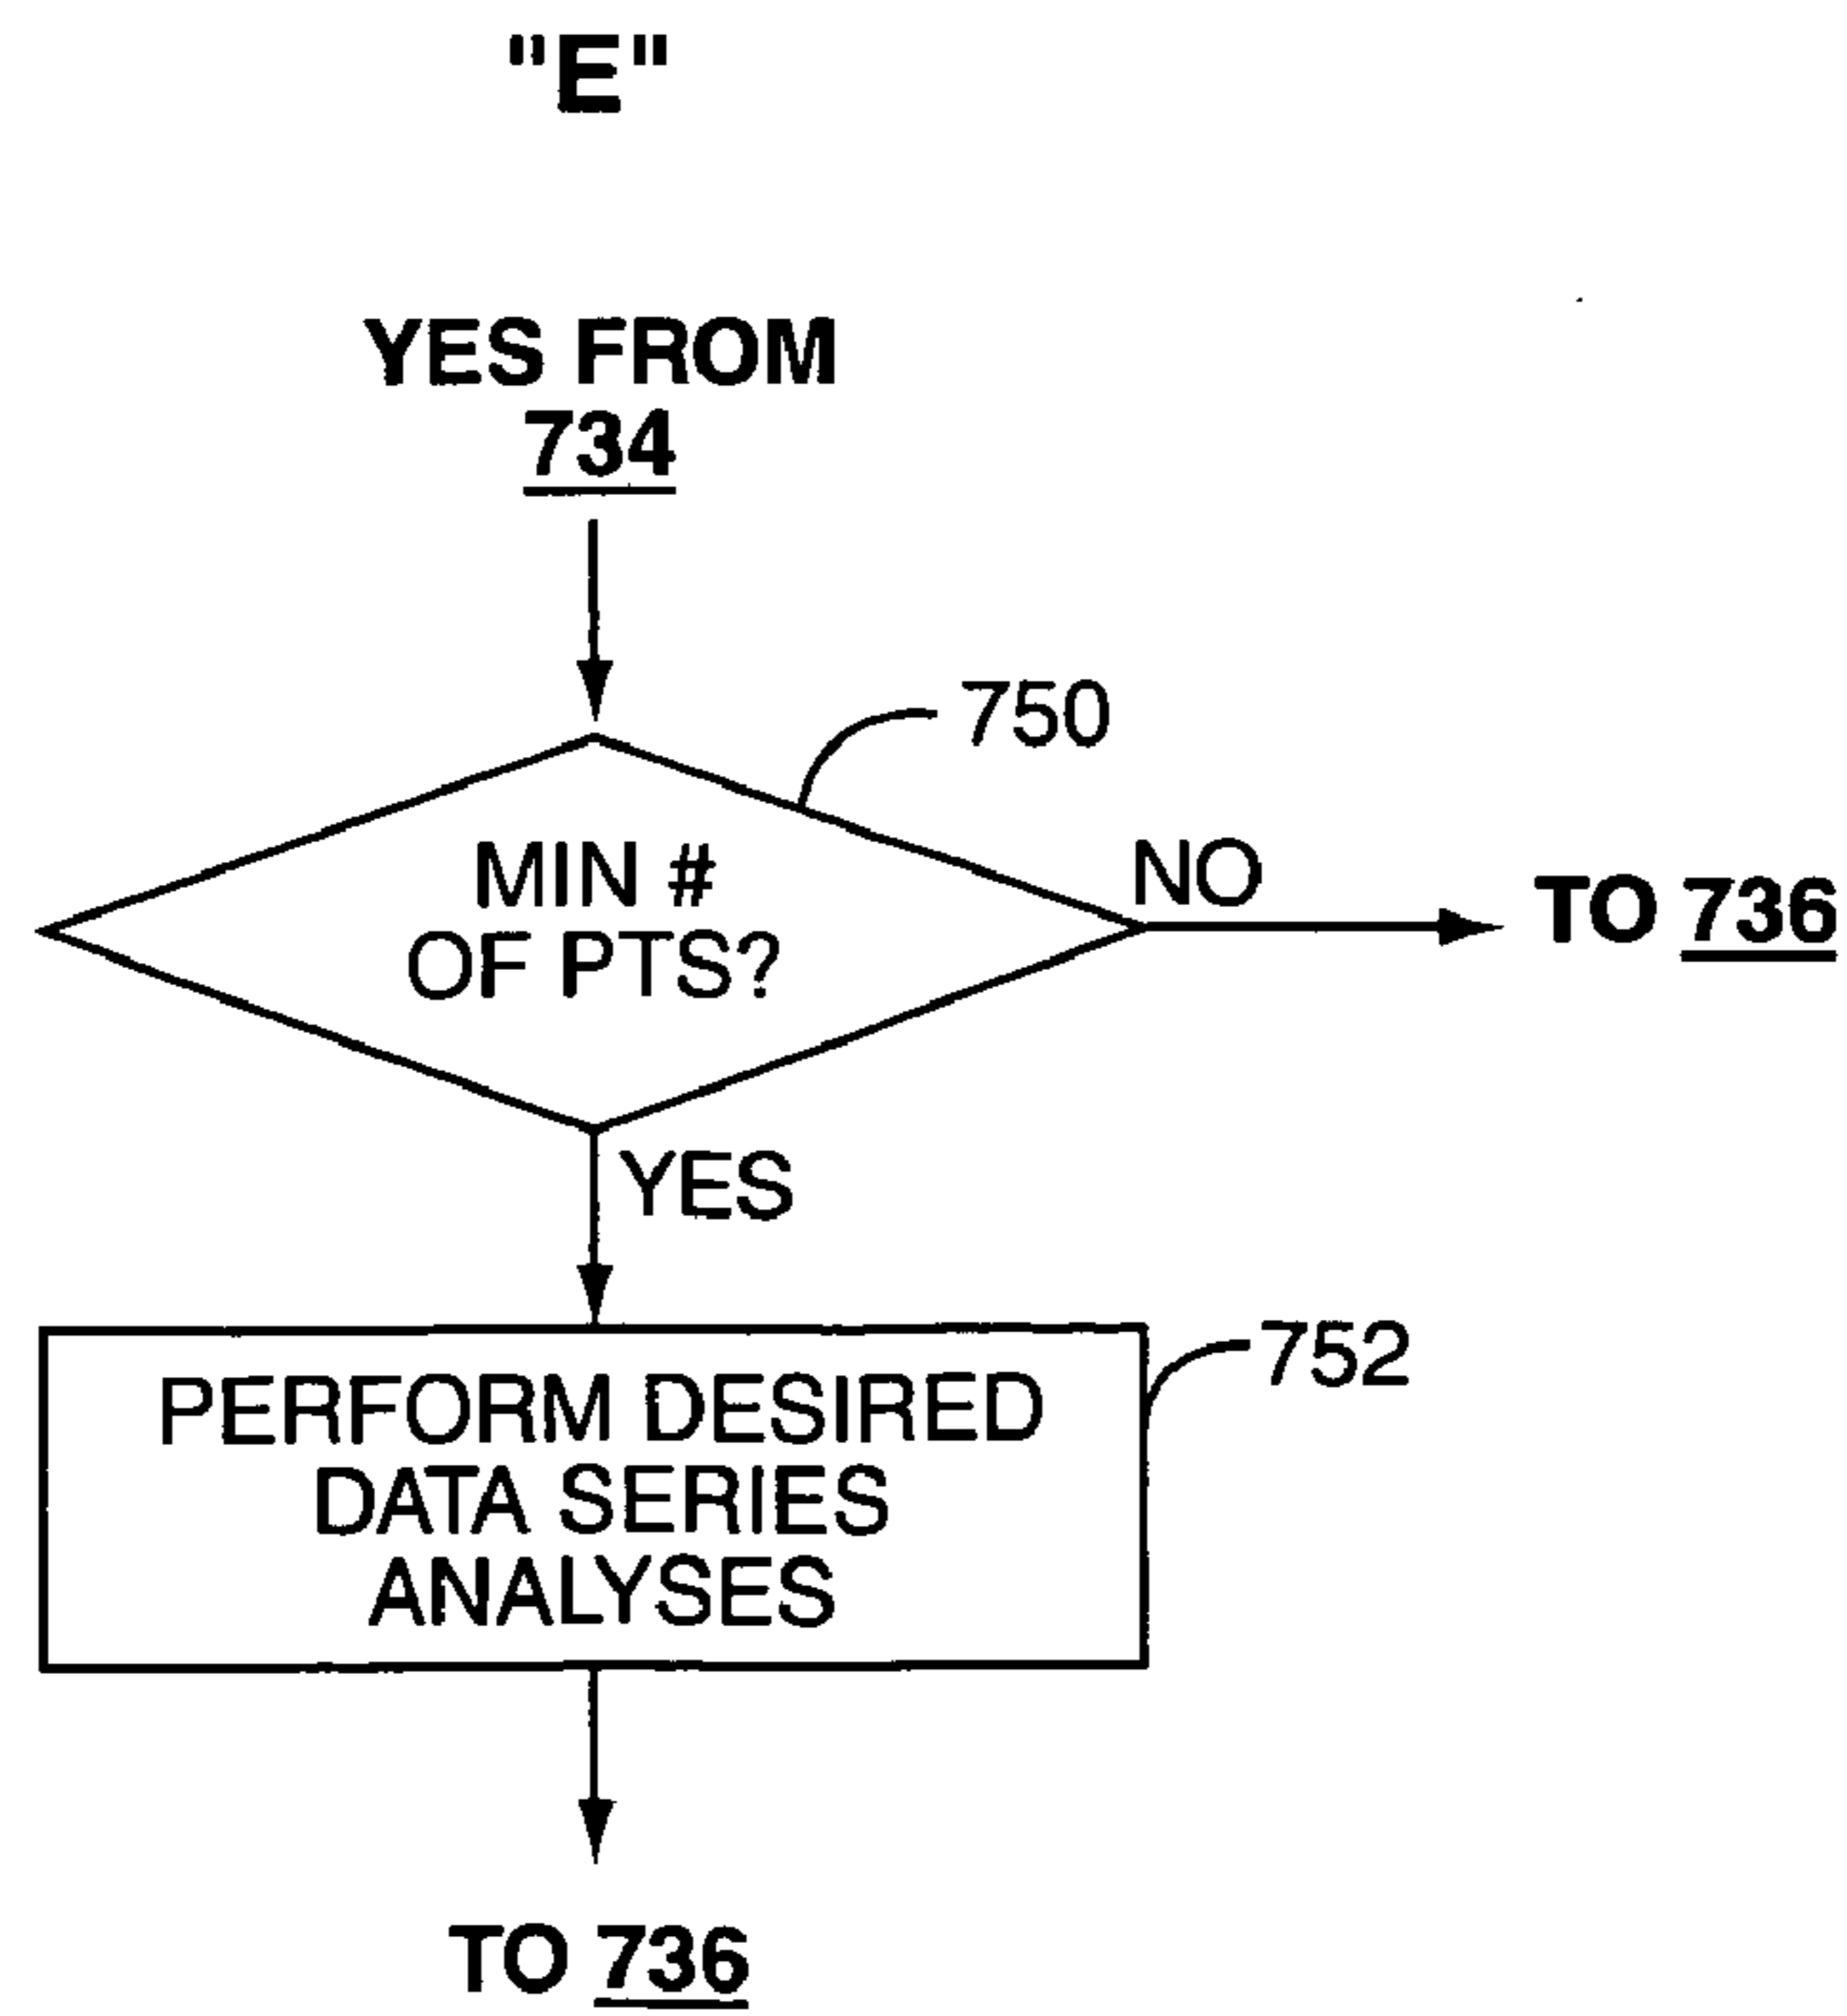 "E"
YES FROM
734
750
MIN #
OF PTS?
NO
TO 736
YES
752
PERFORM DESIRED
DATA SERIES
ANALYSES
TO 736